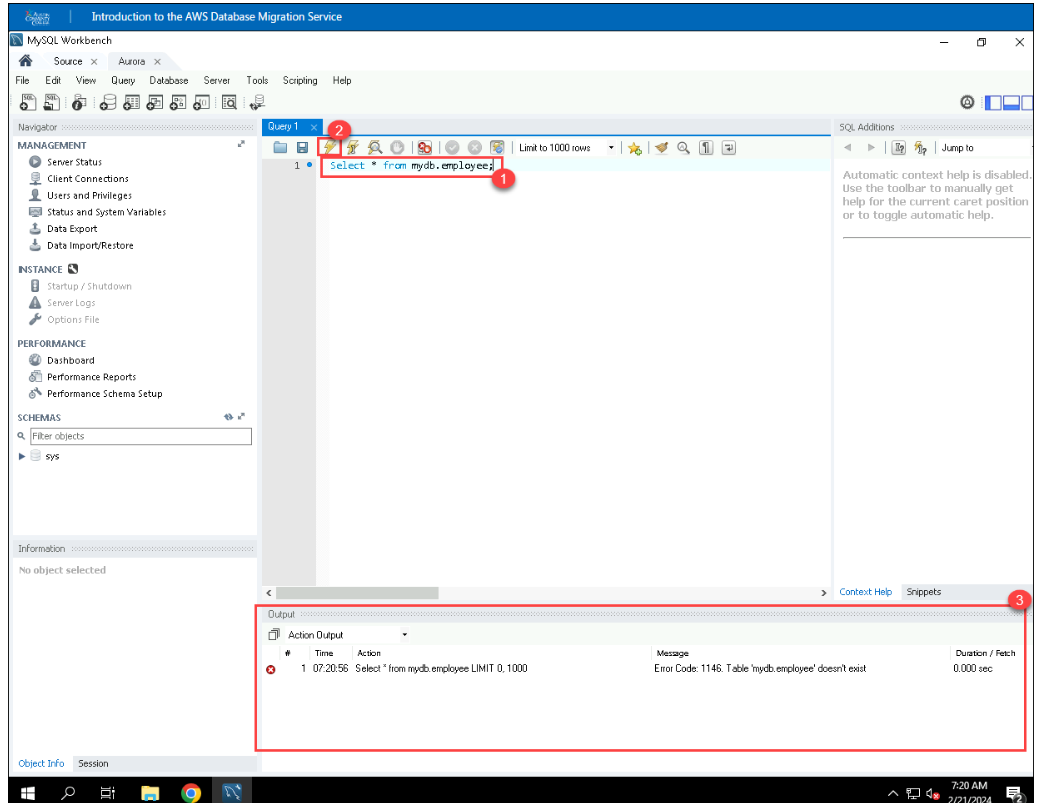 Introduction to the AWS Database Migration Service
MySQL Workbench
Source × Aurora ×
File Edit View Query Database Server Tools Scripting Help
Navigator
MANAGEMENT
Server Status
Client Connections
Users and Privileges
Status and System Variables
Data Export
Data Import/Restore
INSTANCE
Startup / Shutdown
Server Logs
Options File
PERFORMANCE
Dashboard
Performance Reports
Performance Schema Setup
SCHEMAS
Filter objects
sys
Information
No object selected
Object Info Session
Query 1 ×
2
Limit to 1000 rows
1 Select * from mydb.employee;
1
SQL Additions
Jump to
Automatic context help is disabled.
Use the toolbar to manually get
help for the current caret position
or to toggle automatic help.
Context Help Snippets
3
Output
Action Output
# Time Action Message Duration / Fetch
1 07:20:56 Select * from mydb.employee LIMIT 0, 1000 Error Code: 1146. Table 'mydb.employee' doesn't exist 0.000 sec
7:20 AM
2/21/2024
2